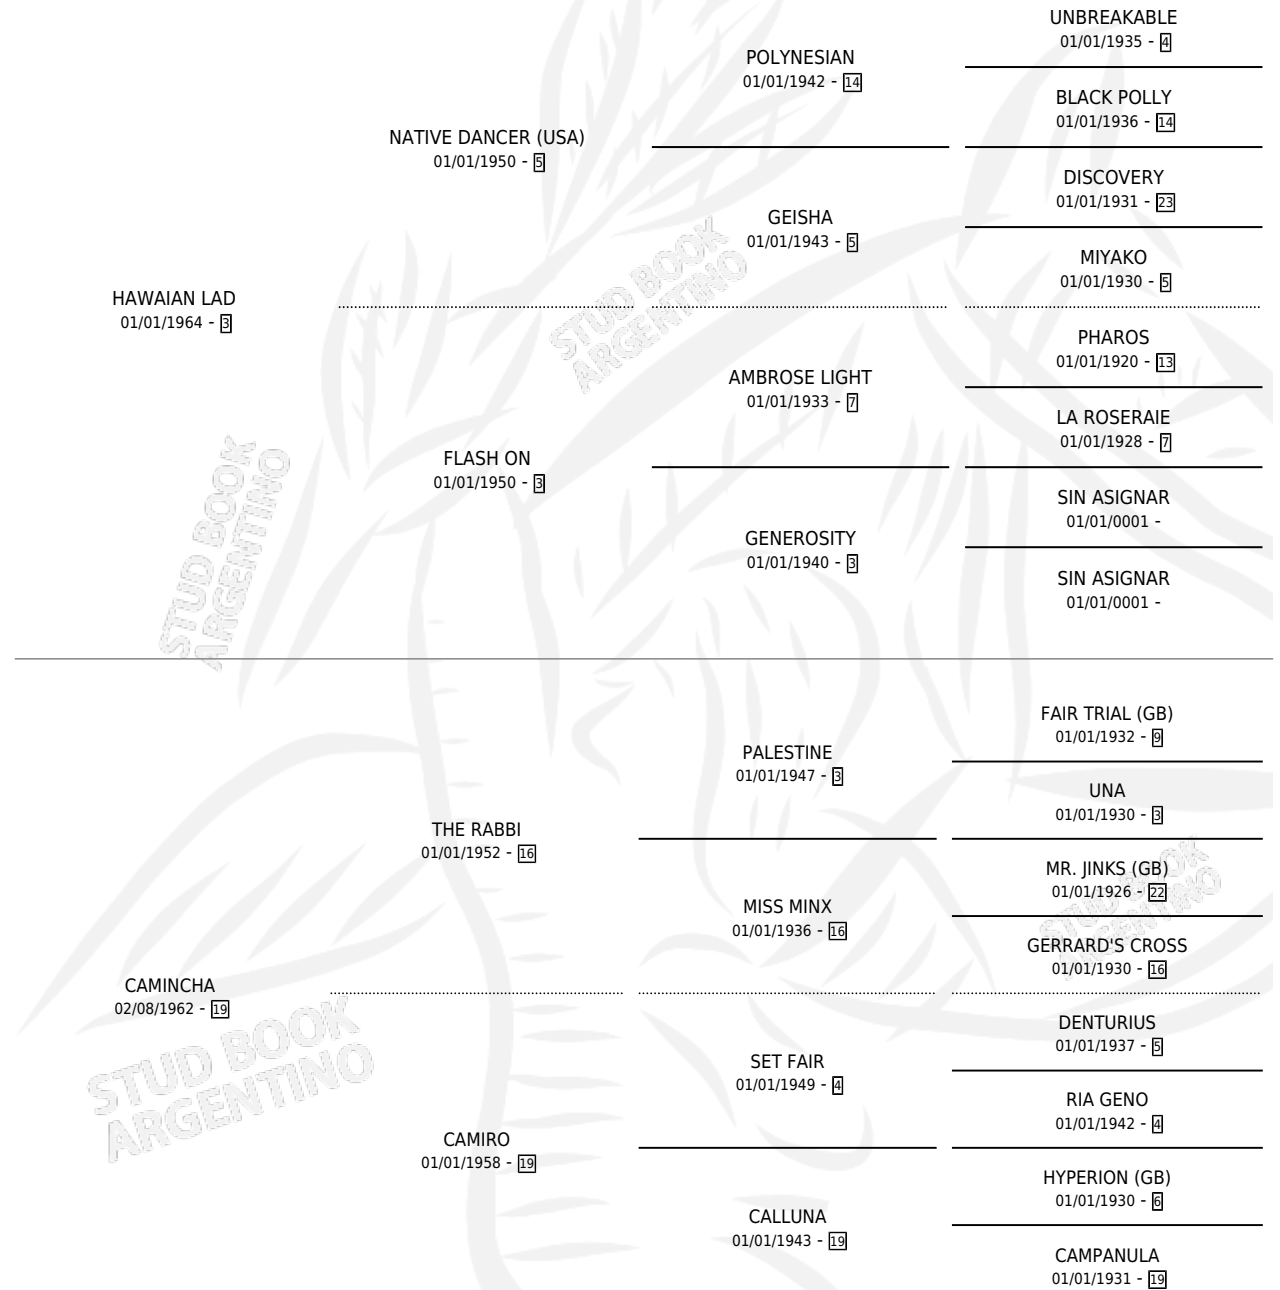 UNBREAKABLE
01/01/1935 - 4
POLYNESIAN
01/01/1942 - 14
BLACK POLLY
01/01/1936 - 14
NATIVE DANCER (USA)
01/01/1950 - 5
DISCOVERY
01/01/1931 - 23
GEISHA
01/01/1943 - 5
MIYAKO
01/01/1930 - 5
HAWAIAN LAD
01/01/1964 - 3
PHAROS
01/01/1920 - 13
AMBROSE LIGHT
01/01/1933 - 7
LA ROSERAIE
01/01/1928 - 7
FLASH ON
01/01/1950 - 3
SIN ASIGNAR
01/01/0001 -
GENEROSITY
01/01/1940 - 3
SIN ASIGNAR
01/01/0001 -
FAIR TRIAL (GB)
01/01/1932 - 9
PALESTINE
01/01/1947 - 3
UNA
01/01/1930 - 3
THE RABBI
01/01/1952 - 16
MR. JINKS (GB)
01/01/1926 - 22
MISS MINX
01/01/1936 - 16
GERRARD'S CROSS
01/01/1930 - 16
CAMINCHA
02/08/1962 - 19
DENTURIUS
01/01/1937 - 5
SET FAIR
01/01/1949 - 4
RIA GENO
01/01/1942 - 4
CAMIRO
01/01/1958 - 19
HYPERION (GB)
01/01/1930 - 6
CALLUNA
01/01/1943 - 19
CAMPANULA
01/01/1931 - 19
STUD BOOK
ARGENTINO
STUD BOOK
ARGENTINO
STUD BOOK
ARGENTINO
STUD BOOK
ARGENTINO